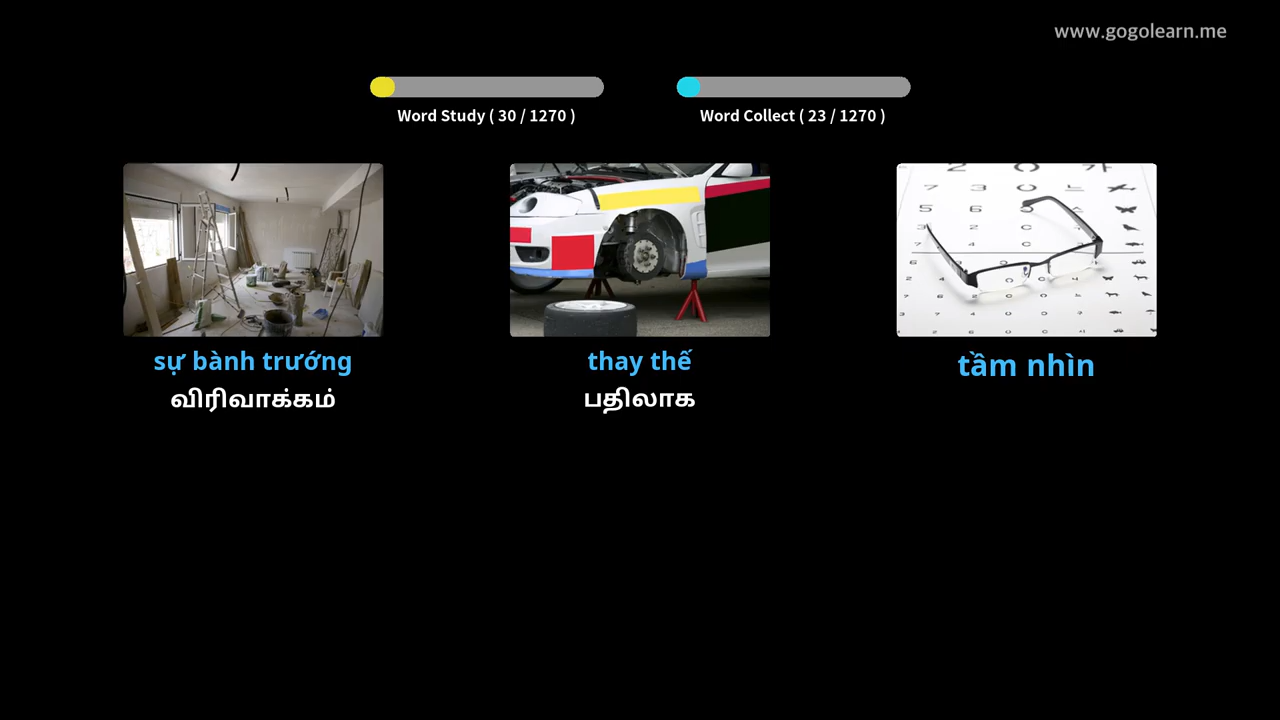 www.gogolearn.me
Word Study ( 30 / 1270 )
Word Collect ( 23 / 1270 )
sự bành trướng
thay thế
tầm nhìn
விரிவாக்கம்
பதிலாக